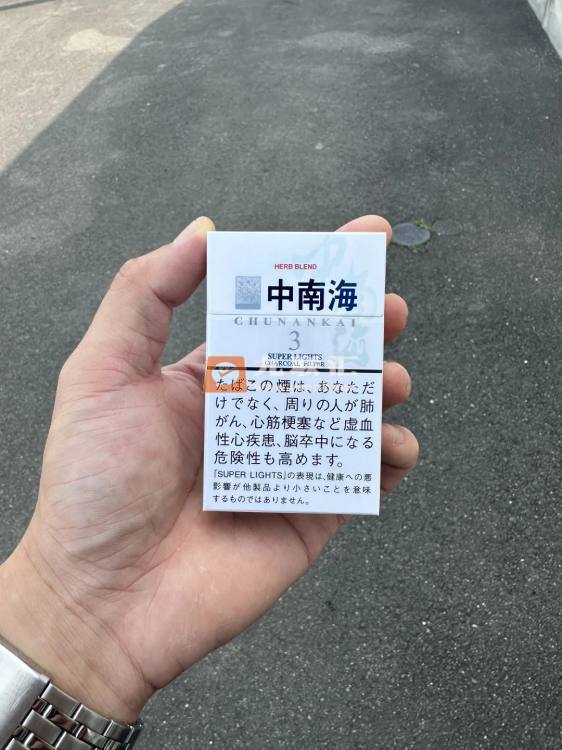 HERB BLEND
中南海
CHUNANKAI
3
SUPER LIGHTS
CHARCOAL FILTER
たばこの煙は、あなただ
けでなく、周りの人が肺
がん、心筋梗塞など虚血
性心疾患、脳卒中になる
危険性も高めます。
「SUPER LIGHTS」の表現は、健康への悪
影響が他製品より小さいことを意味
するものではありません。